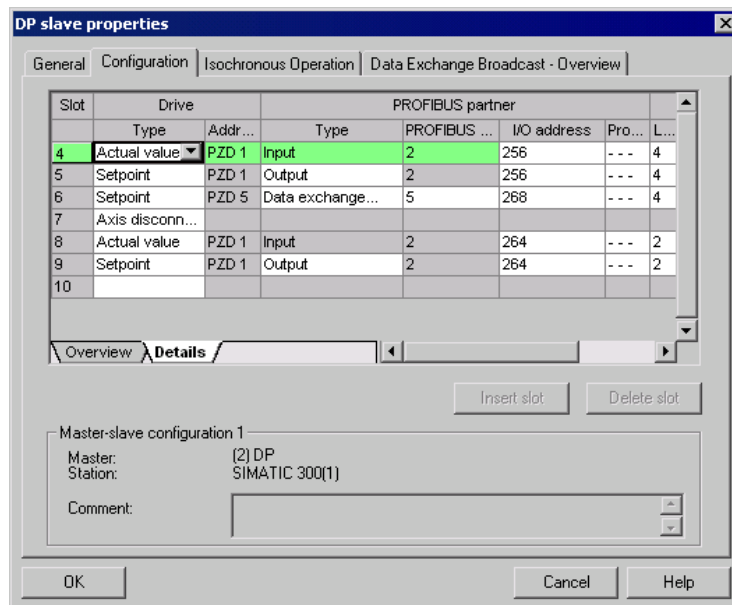 DP slave properties
General Configuration Isochronous Operation Data Exchange Broadcast - Overview
Slot Drive PROFIBUS partner
Type Addr... Type PROFIBUS ... I/O address Pro... L...
4 Actual value PZD 1 Input 2 256 - - - 4
5 Setpoint PZD 1 Output 2 256 - - - 4
6 Setpoint PZD 5 Data exchange... 5 268 - - - 4
7 Axis disconn...
8 Actual value PZD 1 Input 2 264 - - - 2
9 Setpoint PZD 1 Output 2 264 - - - 2
10
Overview Details
Insert slot Delete slot
Master-slave configuration 1
Master: (2) DP
Station: SIMATIC 300(1)
Comment:
OK Cancel Help